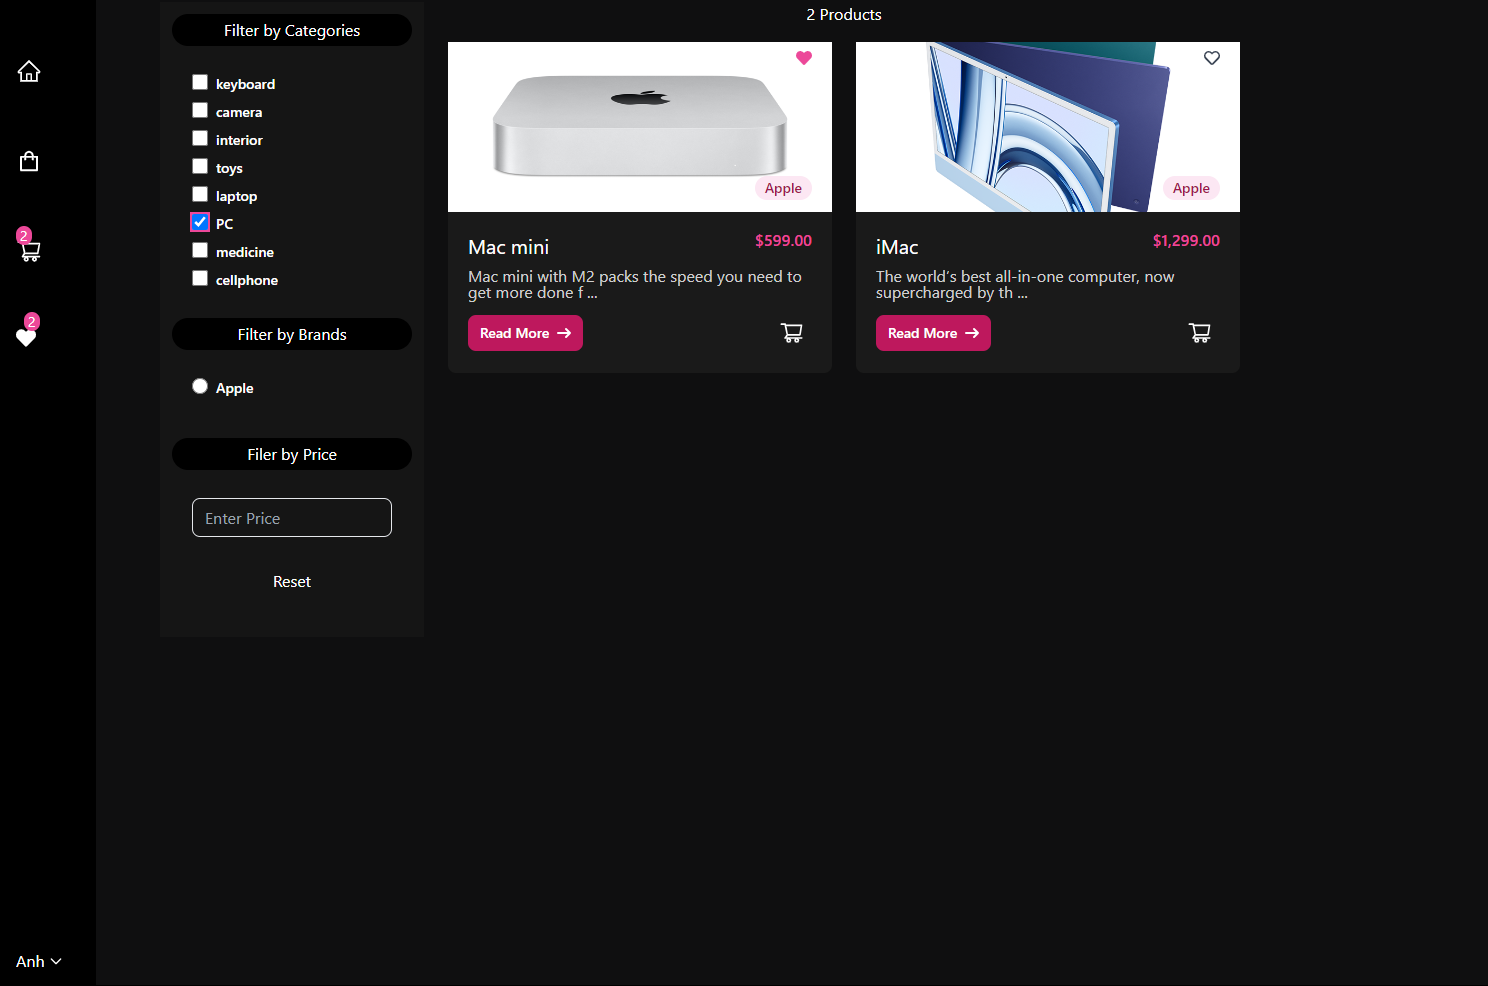 2
2
Anh
Filter by Categories
keyboard
camera
interior
toys
laptop
PC
medicine
cellphone
Filter by Brands
Apple
Filer by Price
Enter Price
Reset
2 Products
Apple
Mac mini
$599.00
Mac mini with M2 packs the speed you need to
get more done f ...
Read More
Apple
iMac
$1,299.00
The world’s best all-in-one computer, now
supercharged by th ...
Read More